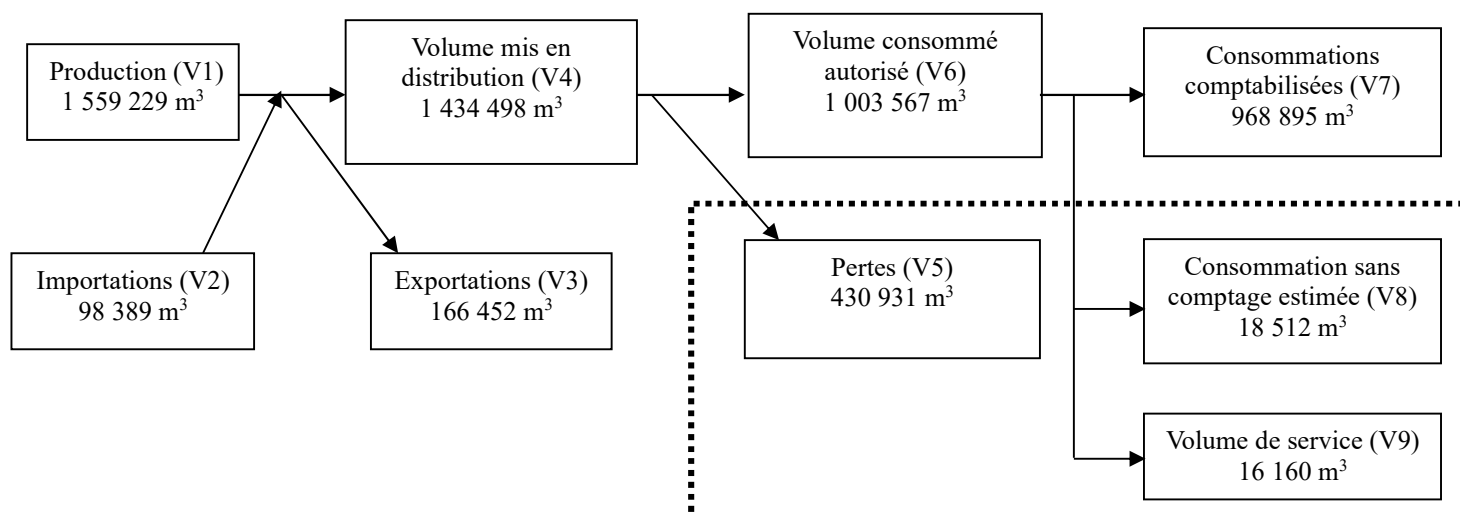 Production (V1)
1 559 229 m³
Volume mis en
distribution (V4)
1 434 498 m³
Volume consommé
autorisé (V6)
1 003 567 m³
Consommations
comptabilisées (V7)
968 895 m³
Importations (V2)
98 389 m³
Exportations (V3)
166 452 m³
Pertes (V5)
430 931 m³
Consommation sans
comptage estimée (V8)
18 512 m³
Volume de service (V9)
16 160 m³